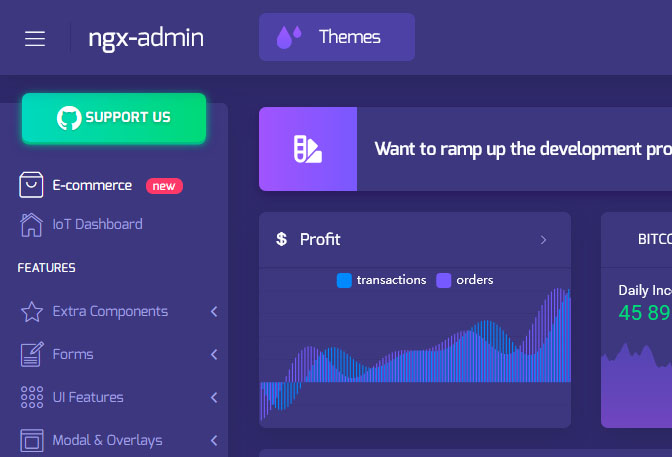 ngx-admin
Themes
SUPPORT US
E-commerce new
IoT Dashboard
FEATURES
Extra Components
Forms
UI Features
Modal & Overlays
Want to ramp up the development pro
$ Profit
transactions orders
BITCO
Daily Inco
45 89